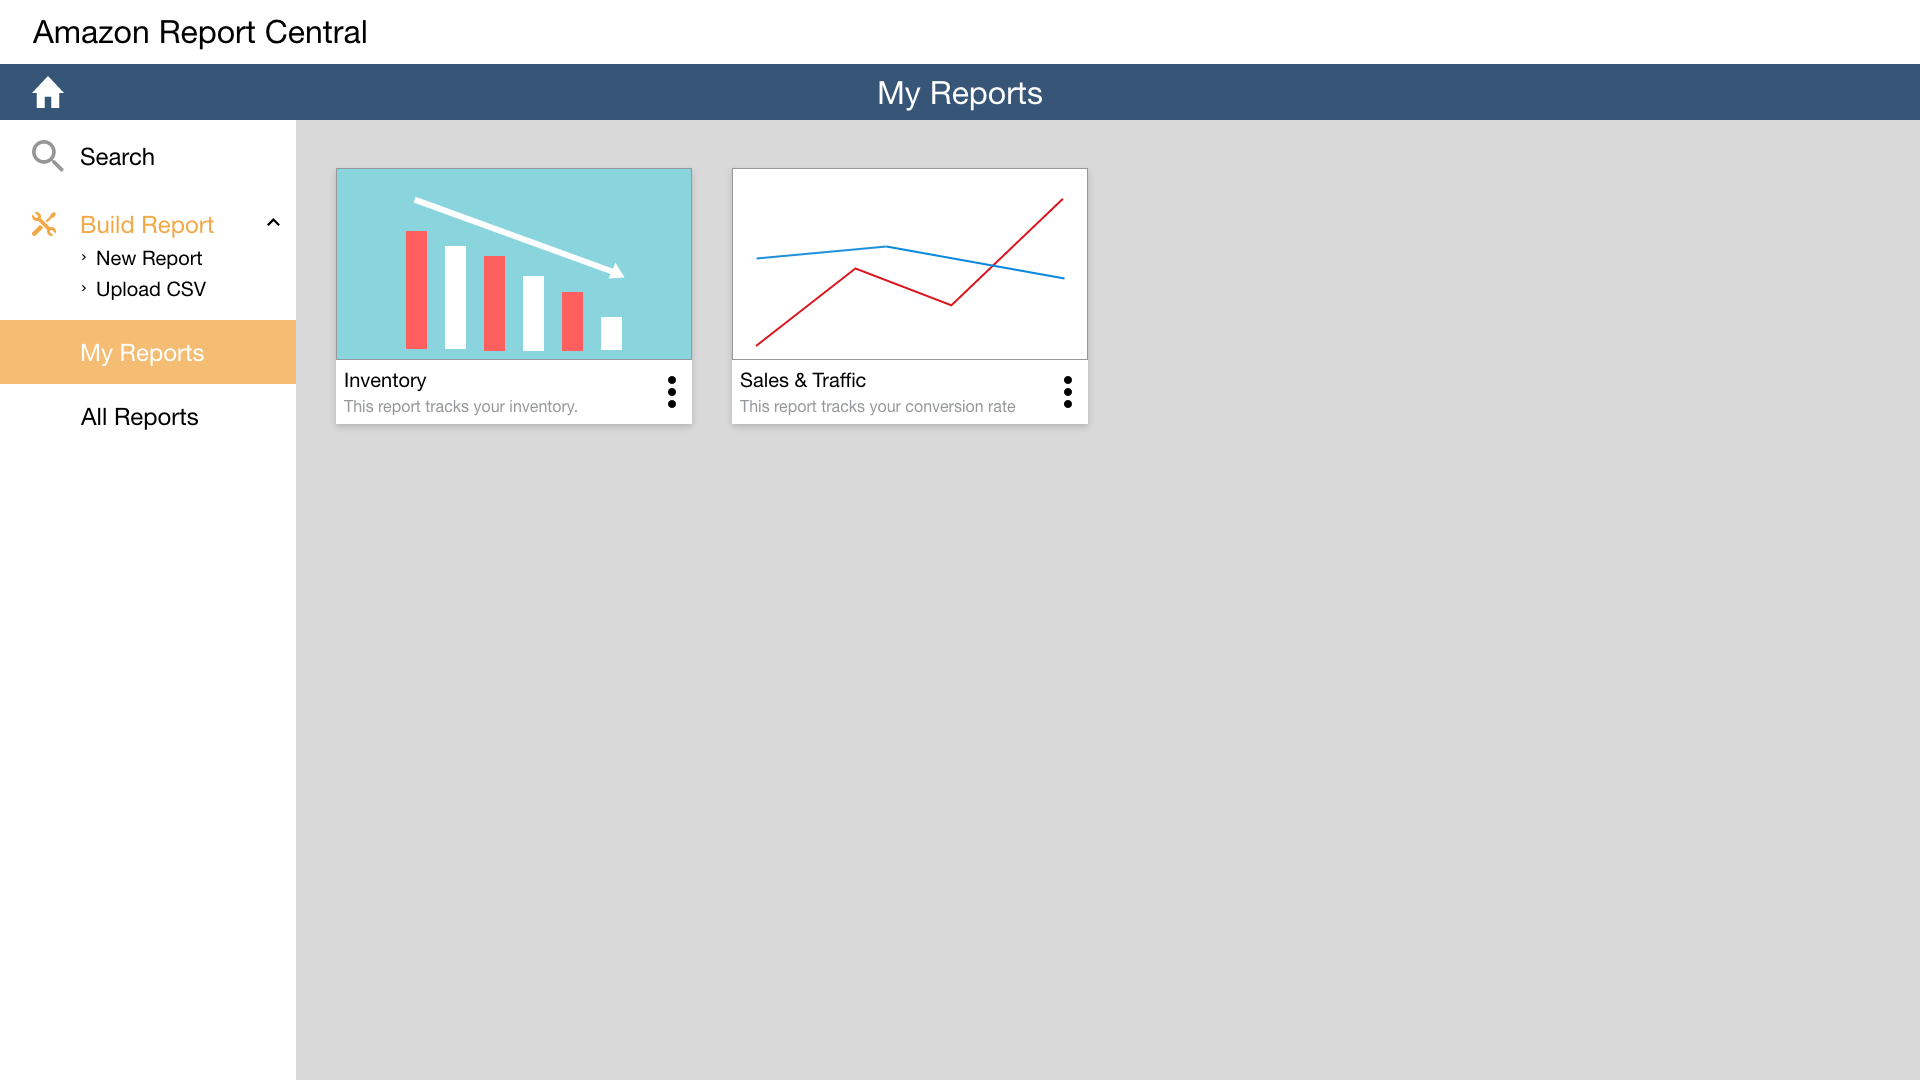 Amazon Report Central
My Reports
Search
Build Report
New Report
Upload CSV
My Reports
All Reports
Inventory
This report tracks your inventory.
Sales & Traffic
This report tracks your conversion rate